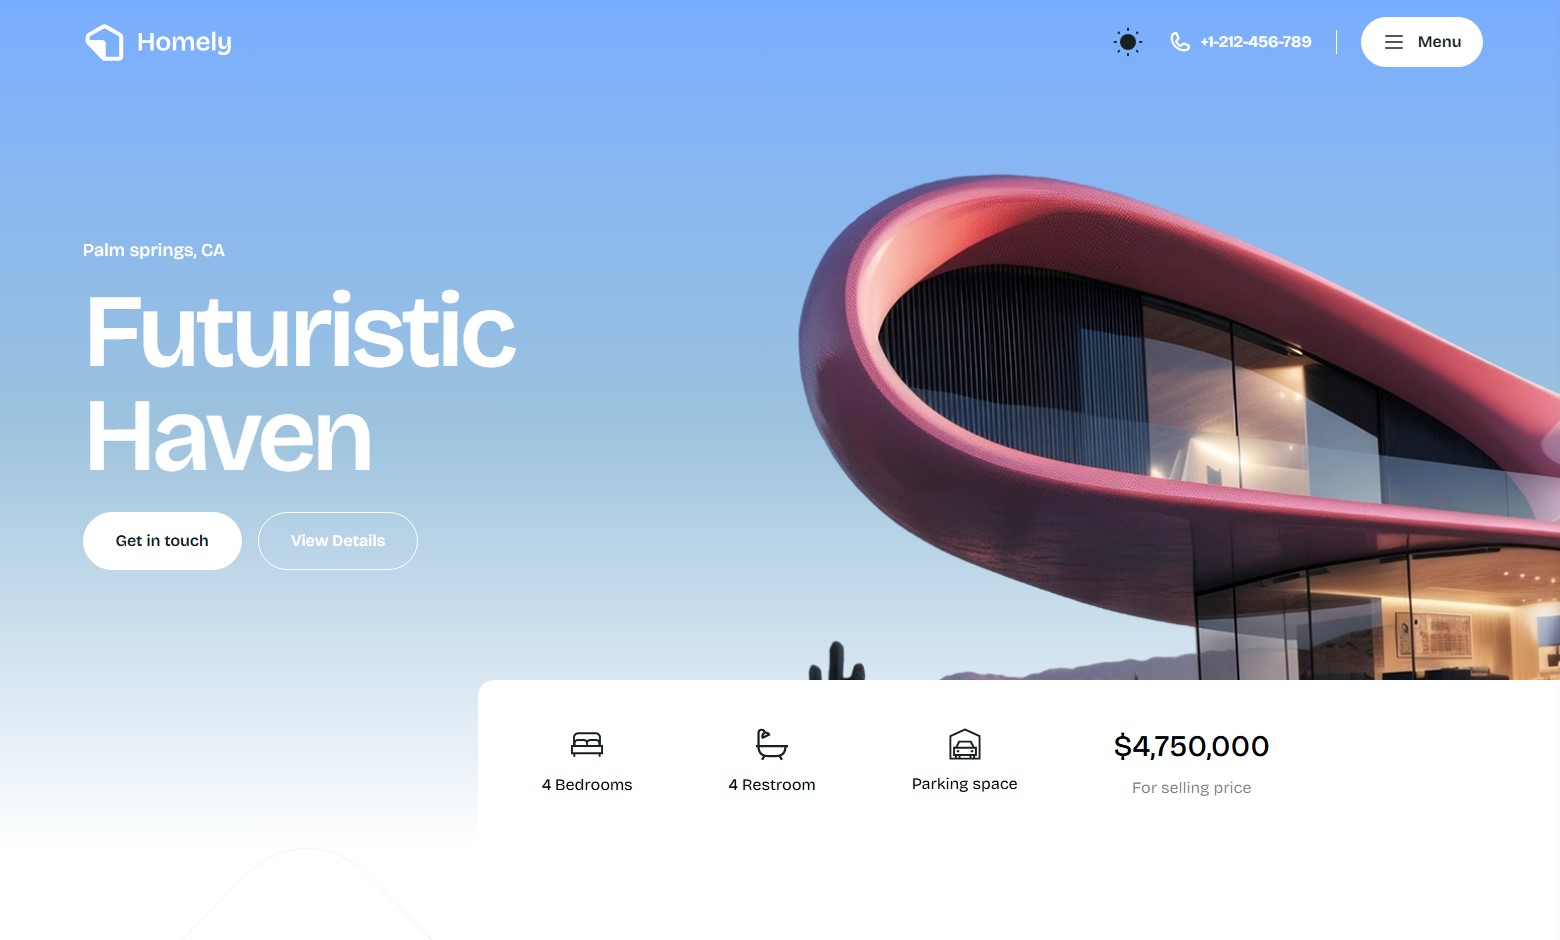 Homely
+1-212-456-789
Menu
Palm springs, CA
Futuristic
Haven
Get in touch
View Details
4 Bedrooms
4 Restroom
Parking space
$4,750,000
For selling price